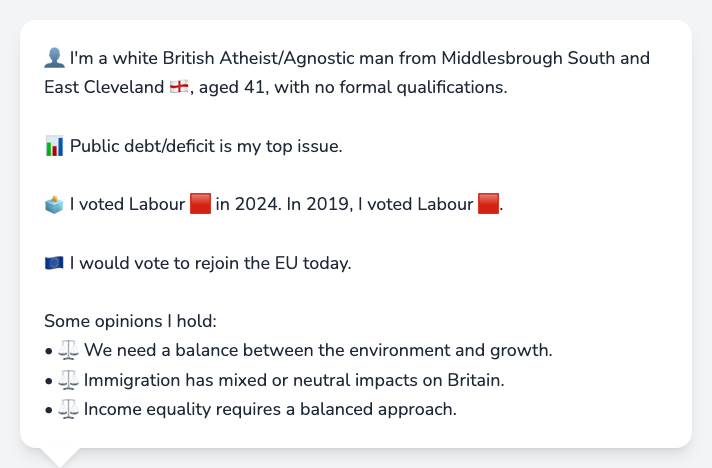 👤 I'm a white British Atheist/Agnostic man from Middlesbrough South and
East Cleveland 🏴󠁧󠁢󠁥󠁮󠁧󠁿, aged 41, with no formal qualifications.
📊 Public debt/deficit is my top issue.
🗳️ I voted Labour 🟥 in 2024. In 2019, I voted Labour 🟥.
🇪🇺 I would vote to rejoin the EU today.
Some opinions I hold:
• ⚖️ We need a balance between the environment and growth.
• ⚖️ Immigration has mixed or neutral impacts on Britain.
• ⚖️ Income equality requires a balanced approach.